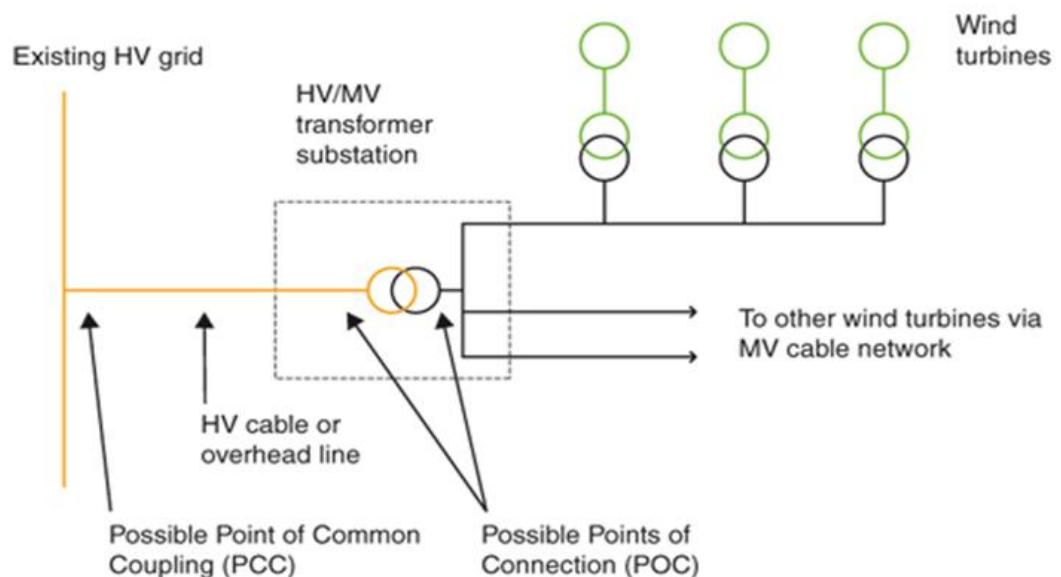 Existing HV grid
HV/MV
transformer
substation
Wind
turbines
To other wind turbines via
MV cable network
HV cable or
overhead line
Possible Point of Common
Coupling (PCC)
Possible Points of
Connection (POC)